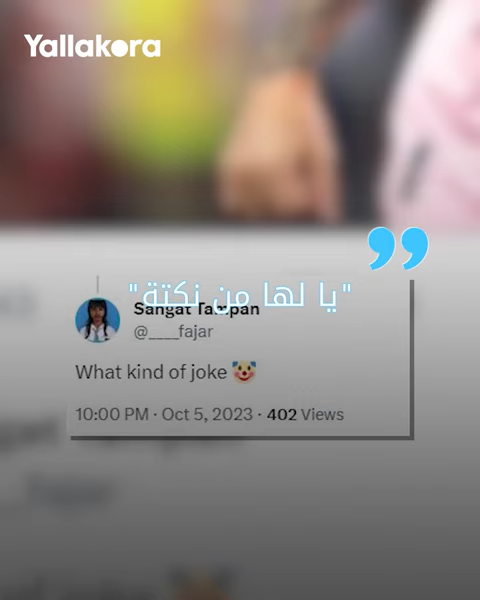 Yallakora
"يا لها من نكتة"
Sangat Tampan
@____fajar
What kind of joke 🤡
10:00 PM · Oct 5, 2023 · 402 Views